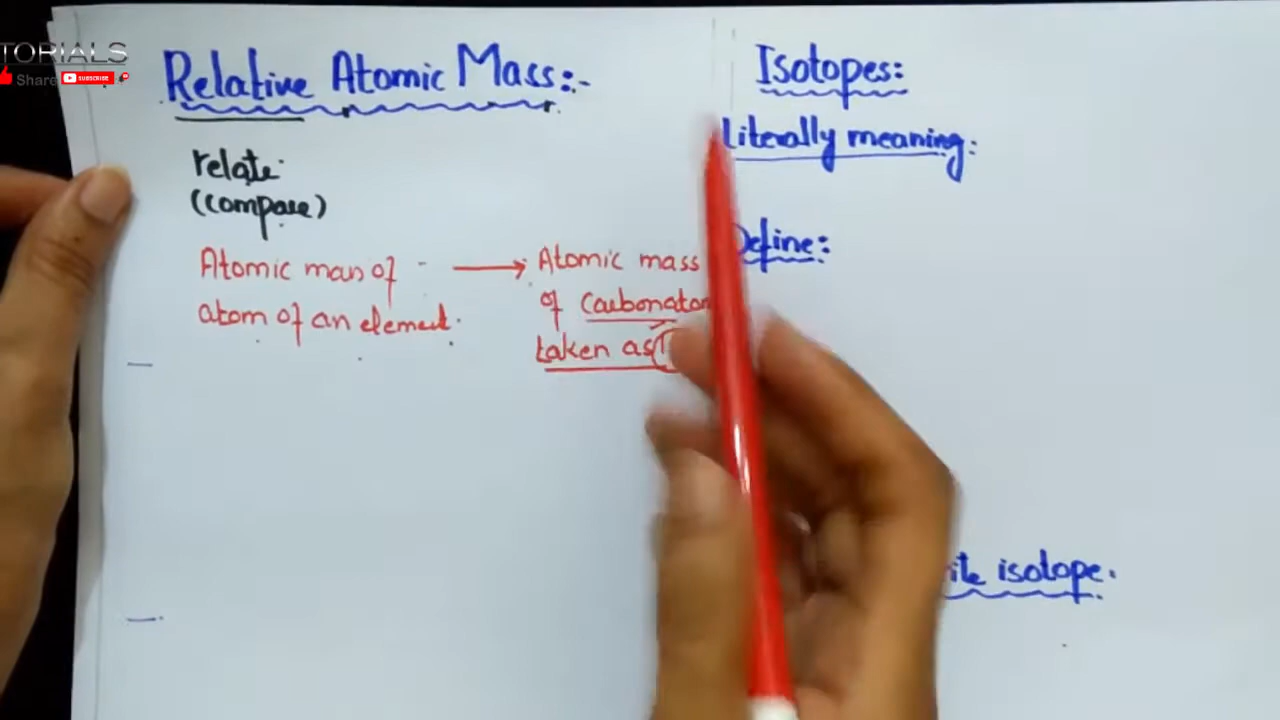 TORIALS
Share SUBSCRIBE
Relative Atomic Mass:-
relate
(compare)
Atomic mass of
atom of an element.
Atomic mass
of Carbon
taken as
Isotopes:
Literally meaning:
Define:
isotope.